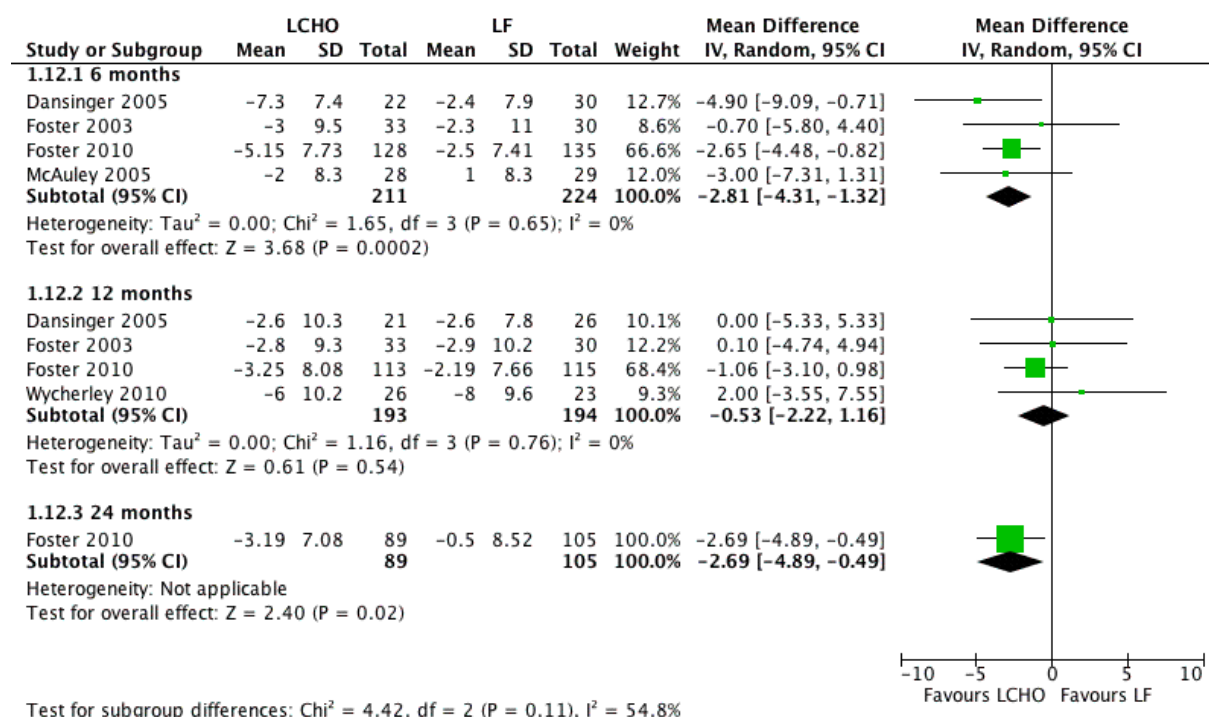 LCHO LF Mean Difference Mean Difference
Study or Subgroup Mean SD Total Mean SD Total Weight IV, Random, 95% CI IV, Random, 95% CI
1.12.1 6 months
Dansinger 2005 -7.3 7.4 22 -2.4 7.9 30 12.7% -4.90 [-9.09, -0.71]
Foster 2003 -3 9.5 33 -2.3 11 30 8.6% -0.70 [-5.80, 4.40]
Foster 2010 -5.15 7.73 128 -2.5 7.41 135 66.6% -2.65 [-4.48, -0.82]
McAuley 2005 -2 8.3 28 1 8.3 29 12.0% -3.00 [-7.31, 1.31]
Subtotal (95% CI) 211 224 100.0% -2.81 [-4.31, -1.32]
Heterogeneity: Tau² = 0.00; Chi² = 1.65, df = 3 (P = 0.65); I² = 0%
Test for overall effect: Z = 3.68 (P = 0.0002)
1.12.2 12 months
Dansinger 2005 -2.6 10.3 21 -2.6 7.8 26 10.1% 0.00 [-5.33, 5.33]
Foster 2003 -2.8 9.3 33 -2.9 10.2 30 12.2% 0.10 [-4.74, 4.94]
Foster 2010 -3.25 8.08 113 -2.19 7.66 115 68.4% -1.06 [-3.10, 0.98]
Wycherley 2010 -6 10.2 26 -8 9.6 23 9.3% 2.00 [-3.55, 7.55]
Subtotal (95% CI) 193 194 100.0% -0.53 [-2.22, 1.16]
Heterogeneity: Tau² = 0.00; Chi² = 1.16, df = 3 (P = 0.76); I² = 0%
Test for overall effect: Z = 0.61 (P = 0.54)
1.12.3 24 months
Foster 2010 -3.19 7.08 89 -0.5 8.52 105 100.0% -2.69 [-4.89, -0.49]
Subtotal (95% CI) 89 105 100.0% -2.69 [-4.89, -0.49]
Heterogeneity: Not applicable
Test for overall effect: Z = 2.40 (P = 0.02)
-10 -5 0 5 10
Favours LCHO Favours LF
Test for subgroup differences: Chi² = 4.42, df = 2 (P = 0.11), I² = 54.8%